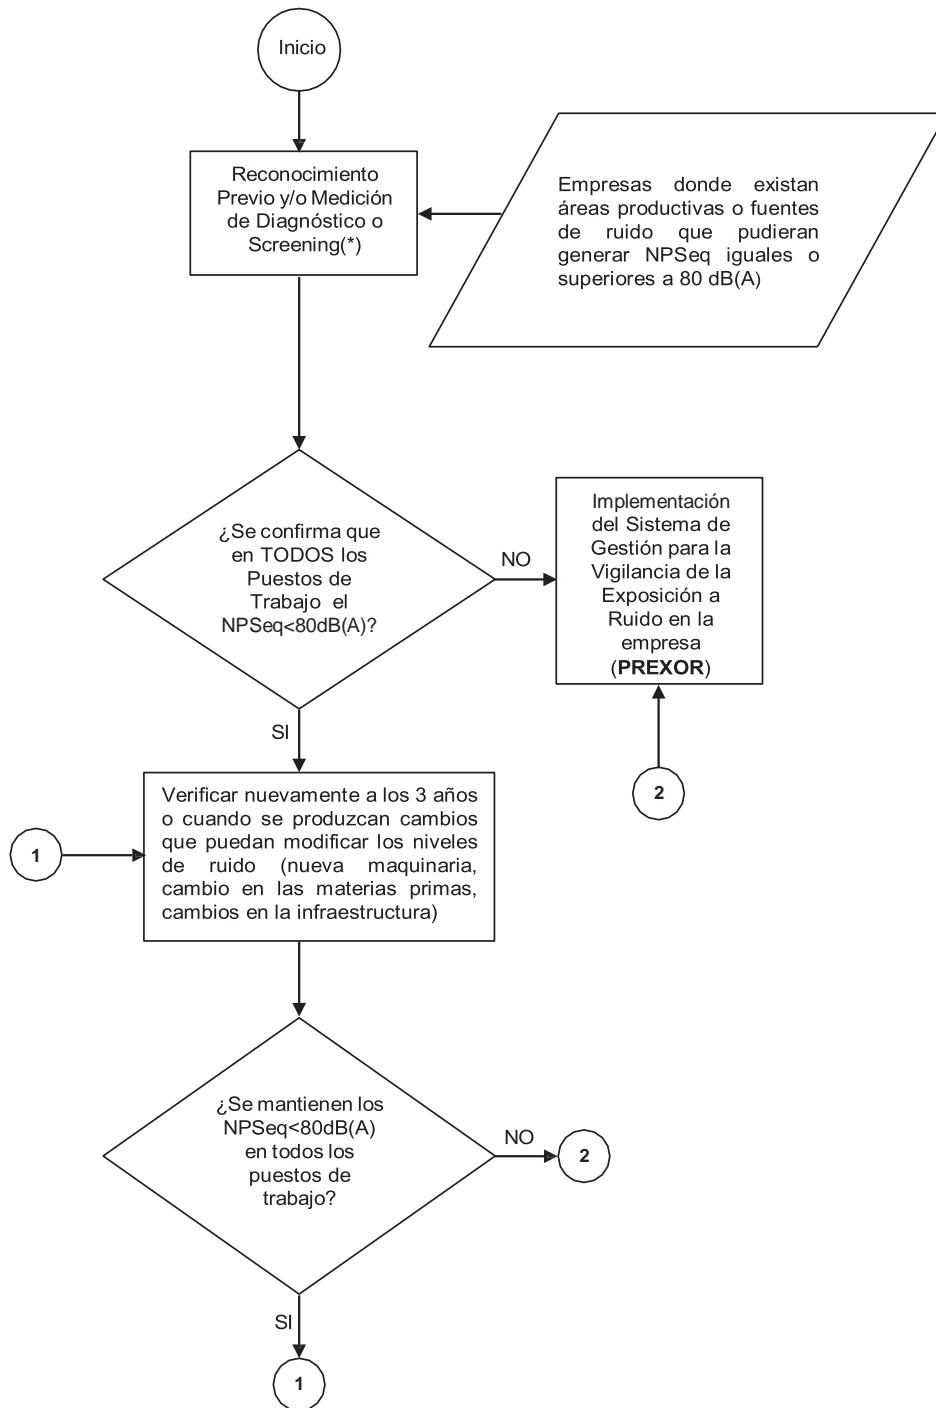 Inicio
Reconocimiento
Previo y/o Medición
de Diagnóstico o
Screening(*)
Empresas donde existan
áreas productivas o fuentes
de ruido que pudieran
generar NPSeq iguales o
superiores a 80 dB(A)
¿Se confirma que
en TODOS los
Puestos de
Trabajo el
NPSeq<80dB(A)?
NO
Implementación
del Sistema de
Gestión para la
Vigilancia de la
Exposición a
Ruido en la
empresa
(PREXOR)
SI
2
Verificar nuevamente a los 3 años
o cuando se produzcan cambios
que puedan modificar los niveles
de ruido (nueva maquinaria,
cambio en las materias primas,
cambios en la infraestructura)
1
¿Se mantienen los
NPSeq<80dB(A)
en todos los
puestos de
trabajo?
NO
2
SI
1